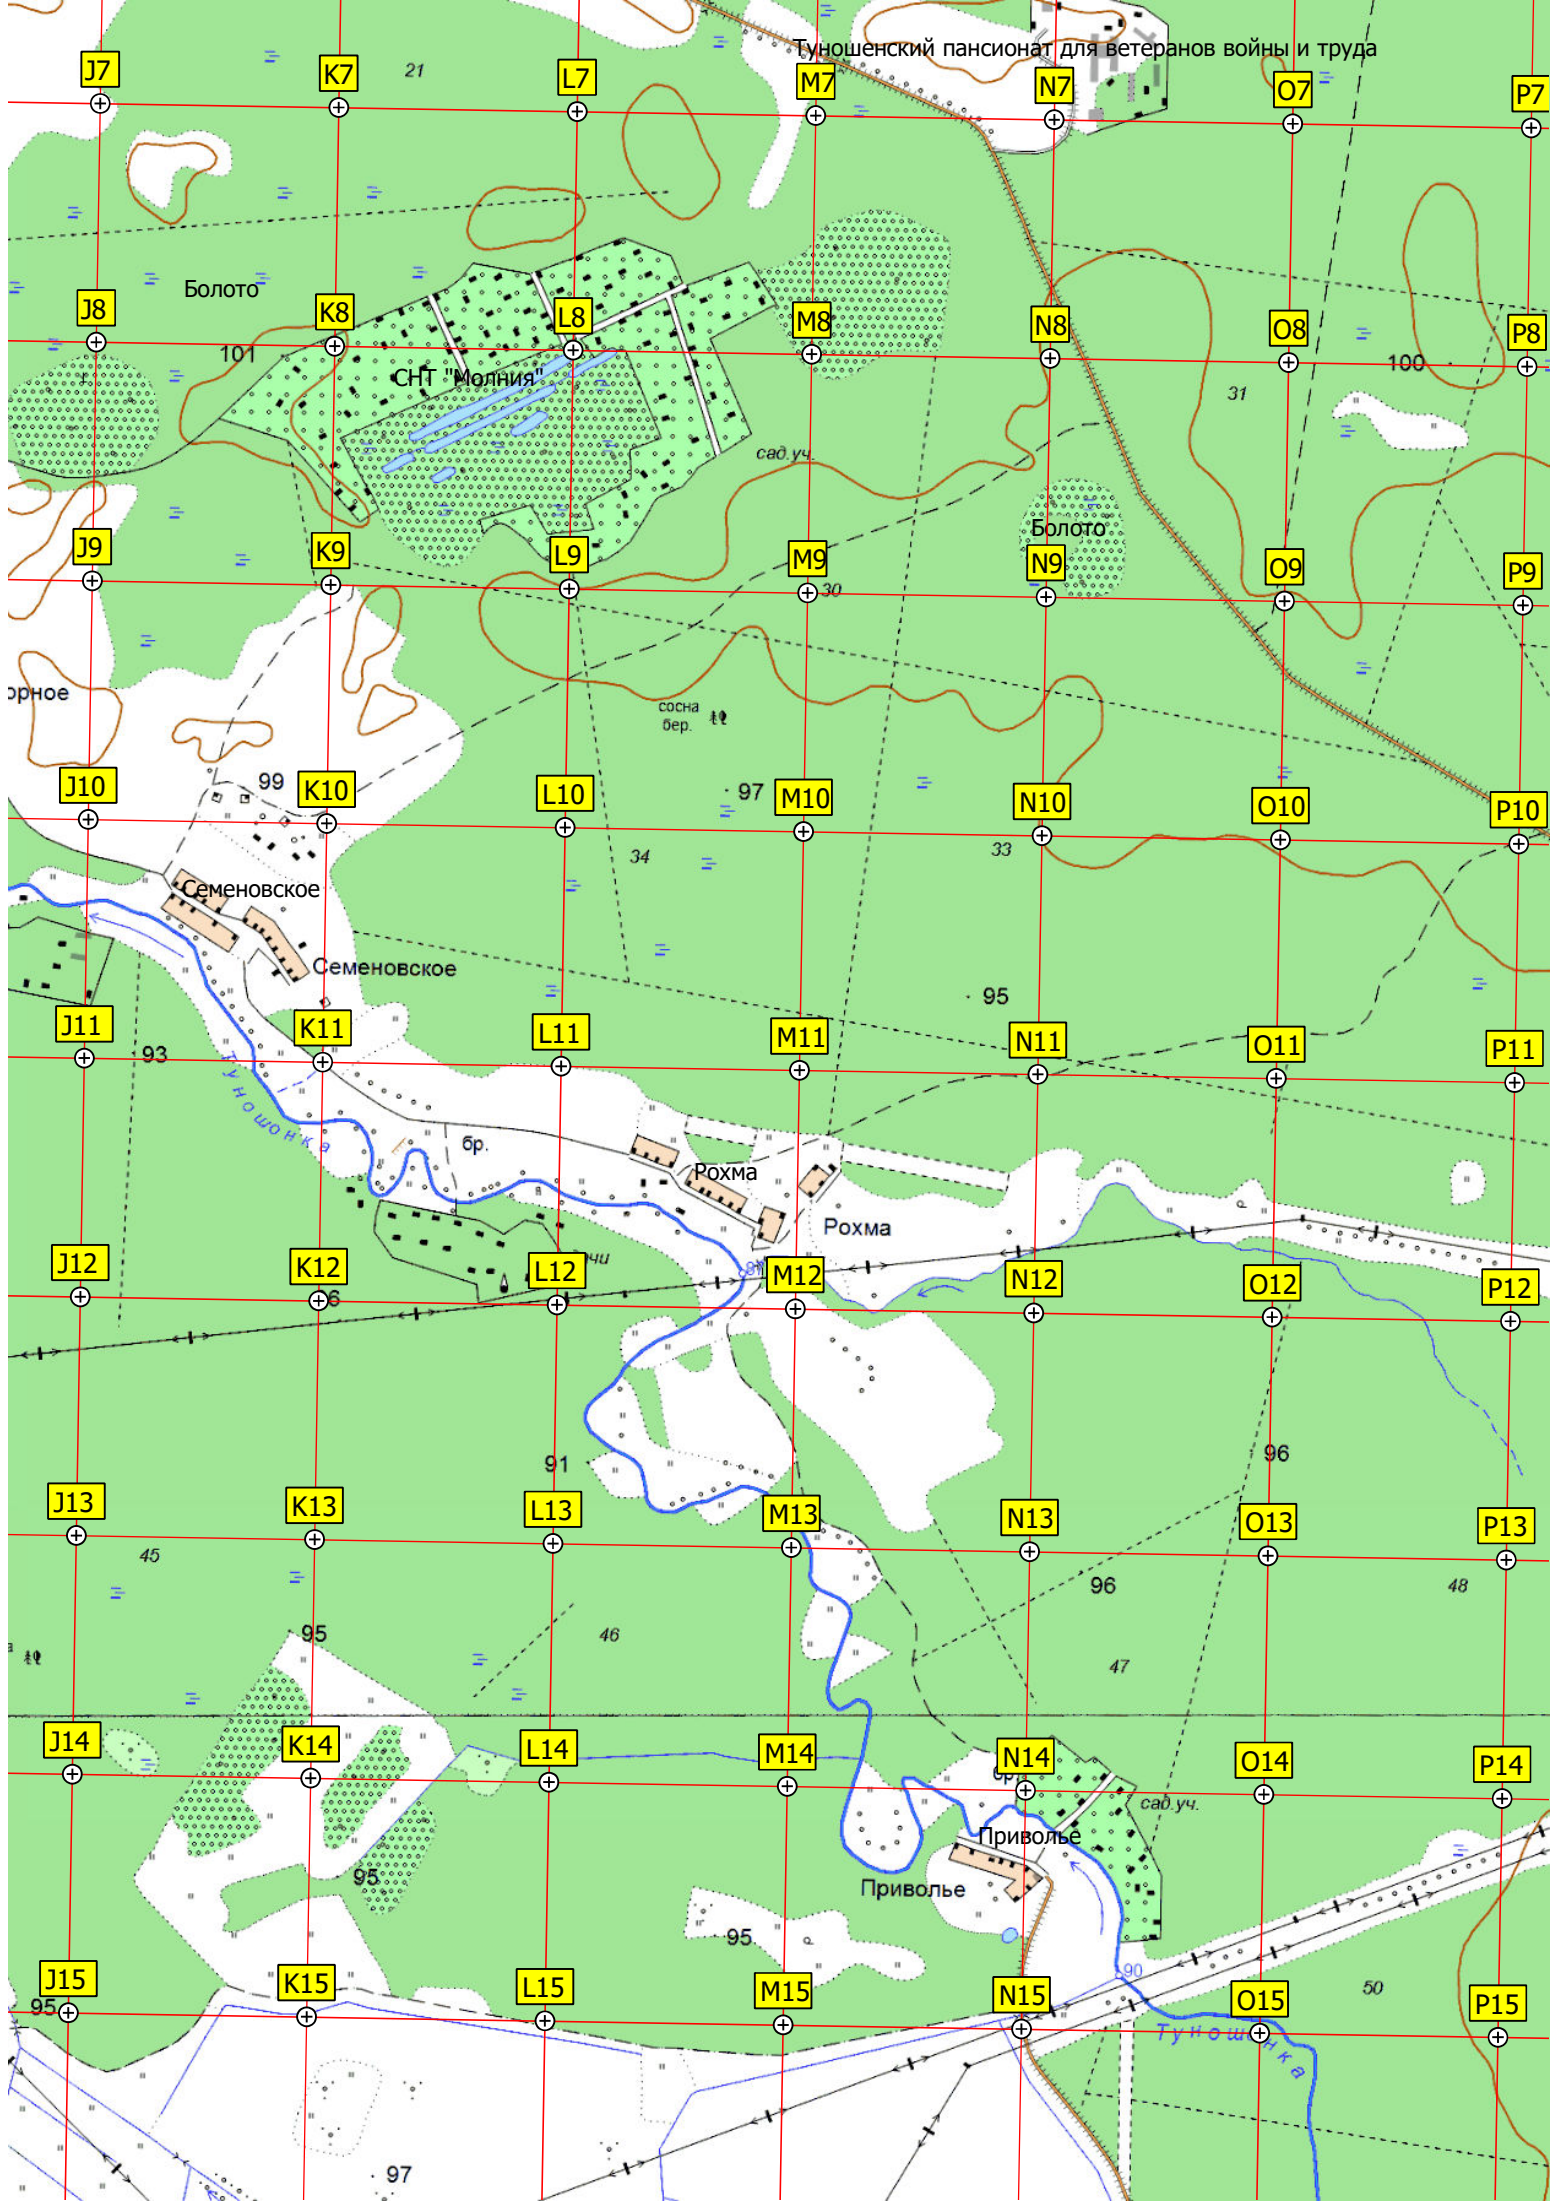 Туношенский пансионат для ветеранов войны и труда
J7
K7
21
L7
M7
N7
O7
P7
Болото
J8
K8
101
L8
СНТ "Молния"
M8
N8
O8
31
100
P8
сад.уч.
Болото
J9
K9
L9
M9
30
N9
O9
P9
орное
сосна
бер.
J10
99
K10
L10
97
M10
N10
O10
P10
34
33
Семеновское
Семеновское
95
J11
93
K11
L11
M11
N11
O11
P11
Туношонка
бр.
Рохма
Рохма
J12
K12
L12
M12
N12
O12
P12
91
96
J13
K13
L13
M13
N13
O13
P13
45
96
48
95
46
47
J14
K14
L14
M14
N14
O14
P14
сад.уч.
Приволье
95
Приволье
95
90
J15
95
K15
L15
M15
N15
O15
50
P15
Туношонка
97